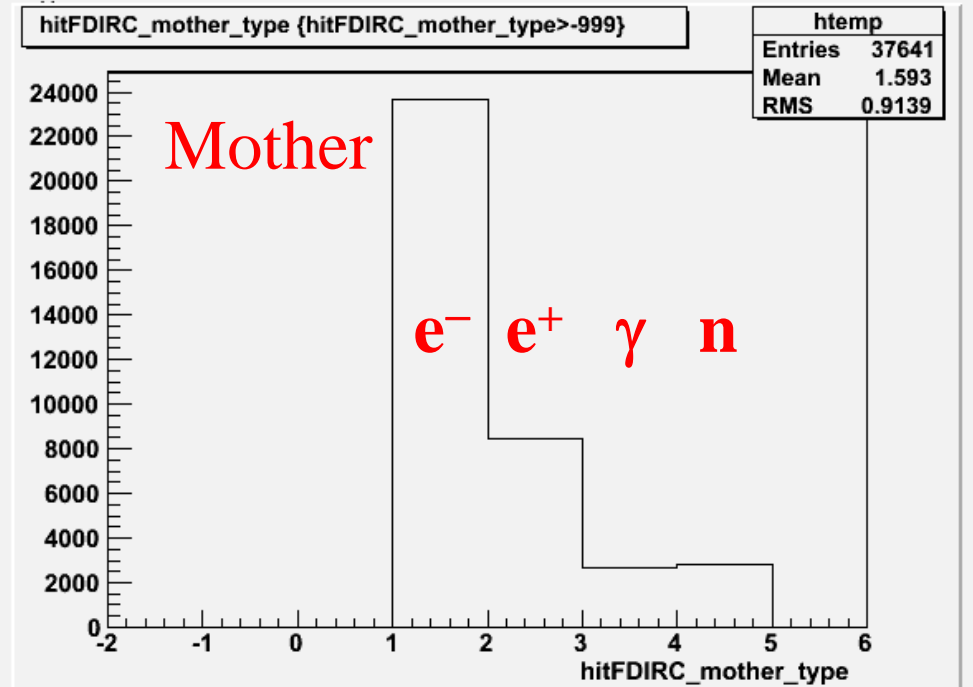 hitFDIRC_mother_type {hitFDIRC_mother_type>-999}
htemp
Entries 37641
Mean 1.593
RMS 0.9139
Mother
24000
22000
20000
18000
16000
14000
12000
10000
8000
6000
4000
2000
0
e– e+ γ n
-2 -1 0 1 2 3 4 5 6
hitFDIRC_mother_type